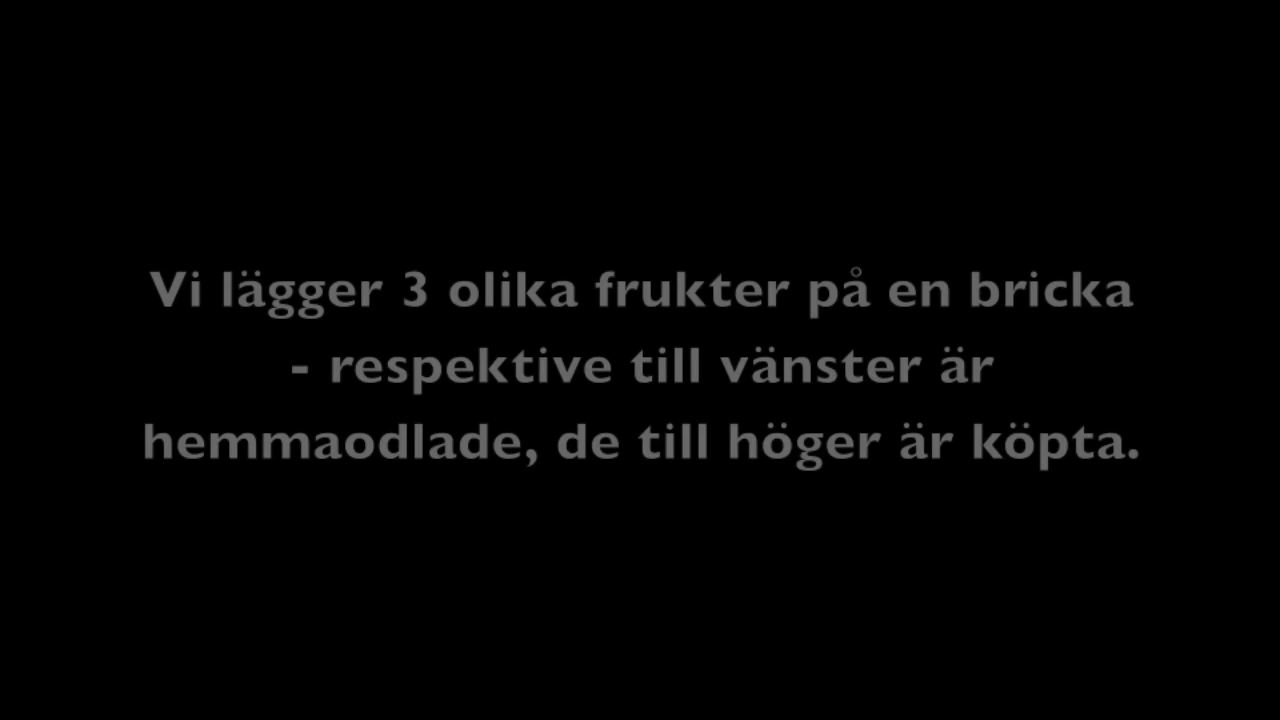 Vi lägger 3 olika frukter på en bricka
- respektive till vänster är
hemmaodlade, de till höger är köpta.